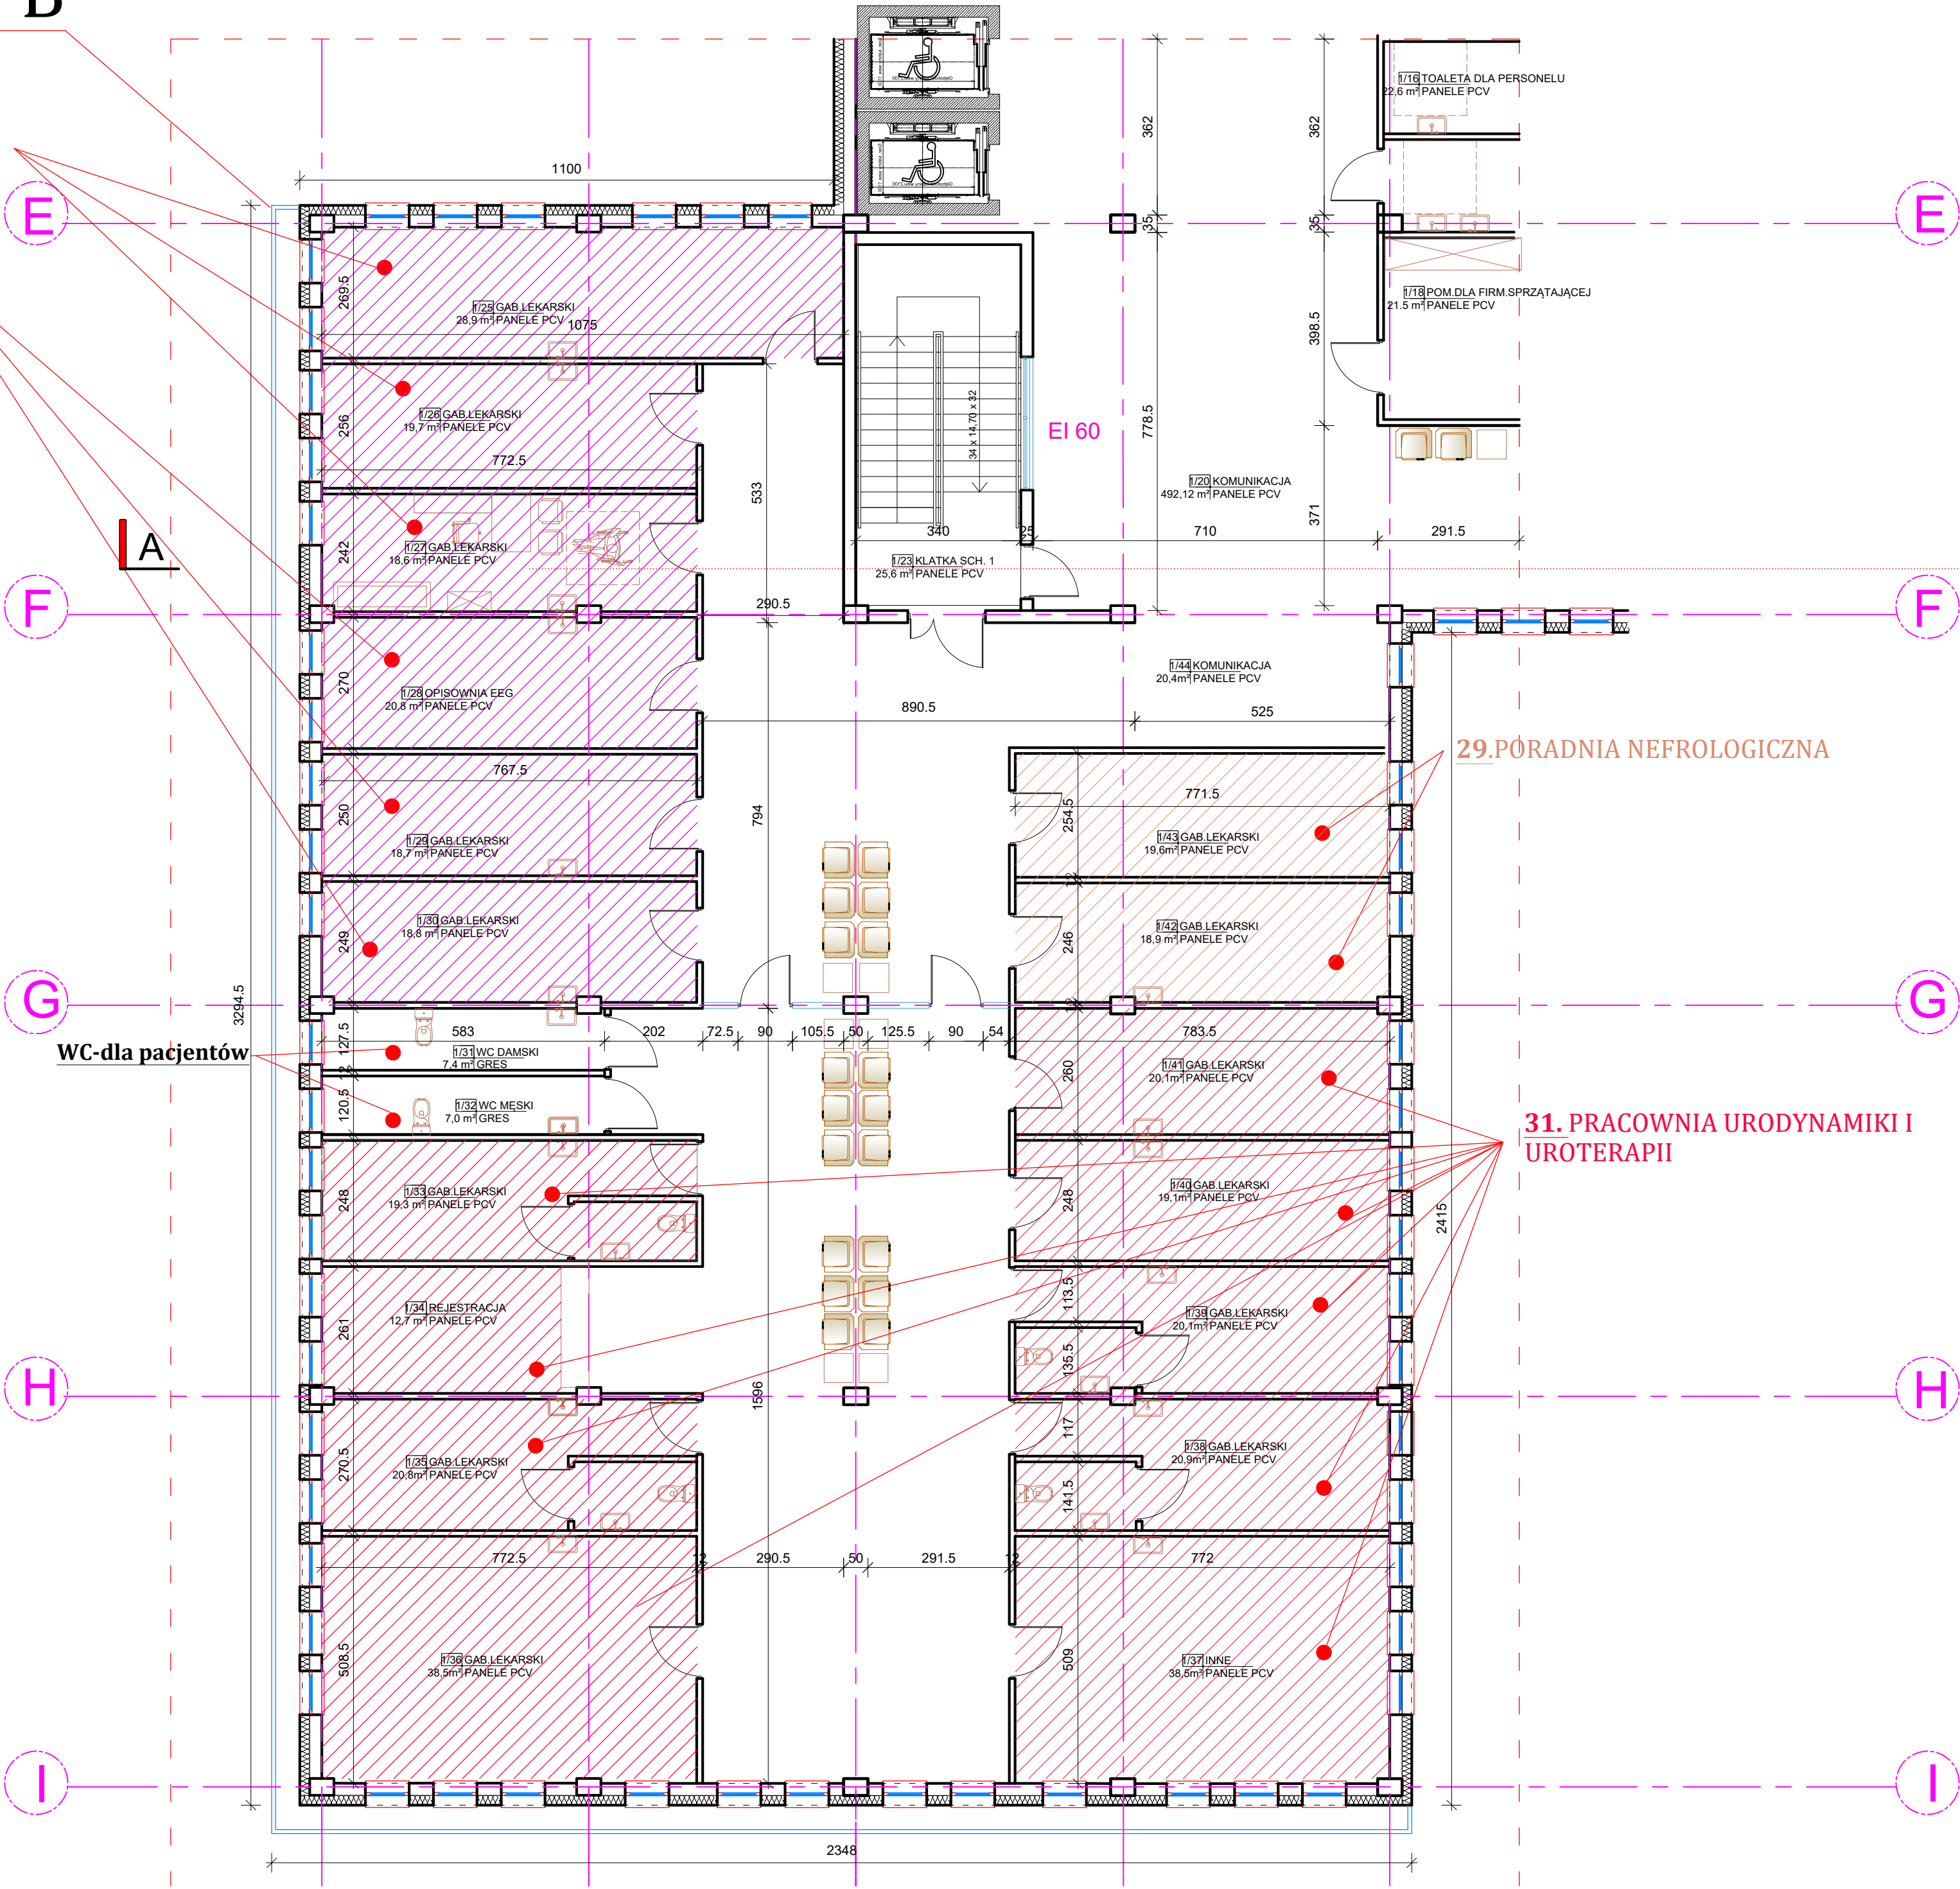 B
1/16 TOALETA DLA PERSONELU
22,6 m² PANELE PCV
362
362
1100
E
35
35
E
1/18 POM.DLA FIRM.SPRZĄTAJĄCEJ
21.5 m² PANELE PCV
269.5
1/25 GAB.LEKARSKI
28,9 m² PANELE PCV
1075
398.5
1/26 GAB.LEKARSKI
19,7 m² PANELE PCV
256
34 x 14,70 x 32
EI 60
778.5
772.5
533
1/20 KOMUNIKACJA
492,12 m² PANELE PCV
371
A
242
1/27 GAB.LEKARSKI
18,6 m² PANELE PCV
340
25
710
291.5
1/23 KLATKA SCH. 1
25,6 m² PANELE PCV
F
290.5
F
270
1/28 OPISOWNIA EEG
20,8 m² PANELE PCV
1/44 KOMUNIKACJA
20,4m² PANELE PCV
890.5
525
29.PORADNIA NEFROLOGICZNA
767.5
771.5
250
794
254.5
1/29 GAB.LEKARSKI
18,7 m² PANELE PCV
1/43 GAB.LEKARSKI
19,6m² PANELE PCV
12
249
1/30 GAB.LEKARSKI
18,8 m² PANELE PCV
246
1/42 GAB.LEKARSKI
18,9 m² PANELE PCV
G
3294.5
12
G
127.5
583
202
72.5
90
105.5
50
125.5
90
54
783.5
WC-dla pacjentów
1/31 WC DAMSKI
7,4 m² GRES
260
1/41 GAB.LEKARSKI
20,1m² PANELE PCV
12
120.5
1/32 WC MĘSKI
7,0 m² GRES
31. PRACOWNIA URODYNAMIKI I
UROTERAPII
248
1/33 GAB.LEKARSKI
19,3 m² PANELE PCV
248
1/40 GAB.LEKARSKI
19,1m² PANELE PCV
2415
261
1/34 REJESTRACJA
12,7 m² PANELE PCV
113.5
1/39 GAB.LEKARSKI
20,1m² PANELE PCV
135.5
H
1596
H
270.5
1/35 GAB.LEKARSKI
20,8m² PANELE PCV
117
1/38 GAB.LEKARSKI
20,9m² PANELE PCV
141.5
772.5
12
290.5
50
291.5
12
772
508.5
1/36 GAB.LEKARSKI
38,5m² PANELE PCV
509
1/37 INNE
38,5m² PANELE PCV
I
I
2348